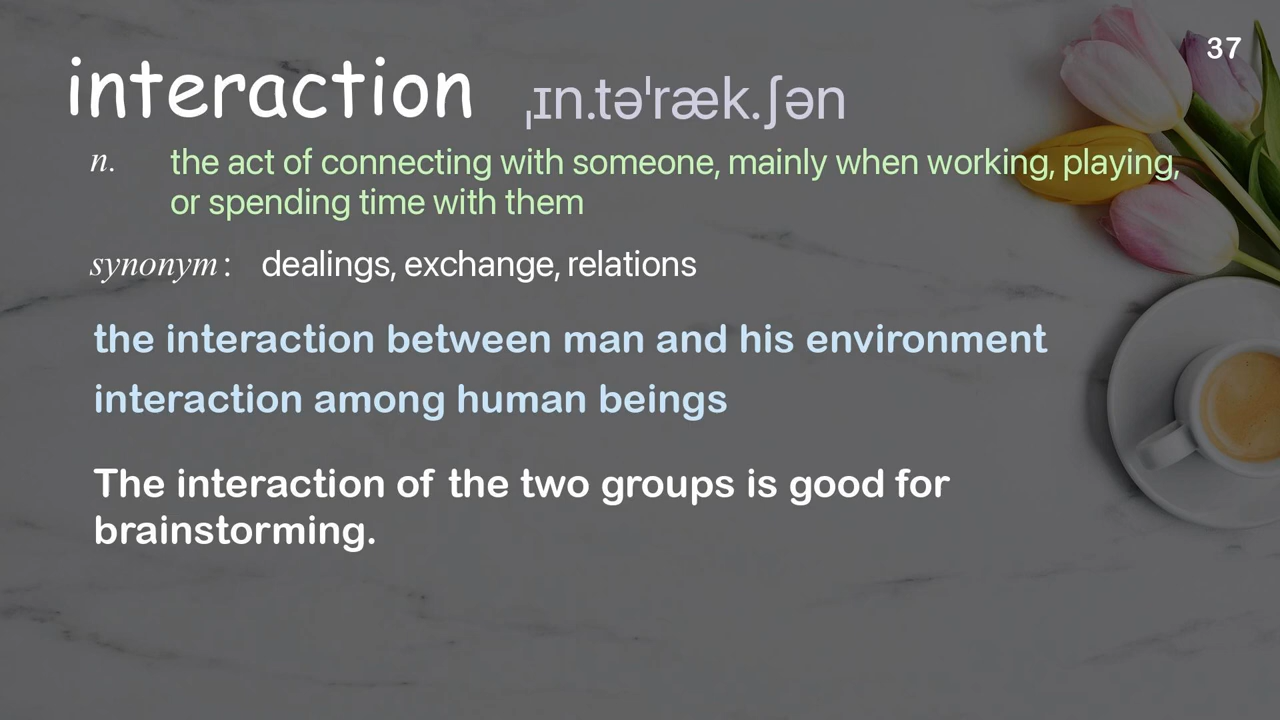 37
interaction ˌɪn.təˈræk.ʃən
n. the act of connecting with someone, mainly when working, playing,
or spending time with them
synonym: dealings, exchange, relations
the interaction between man and his environment
interaction among human beings
The interaction of the two groups is good for
brainstorming.